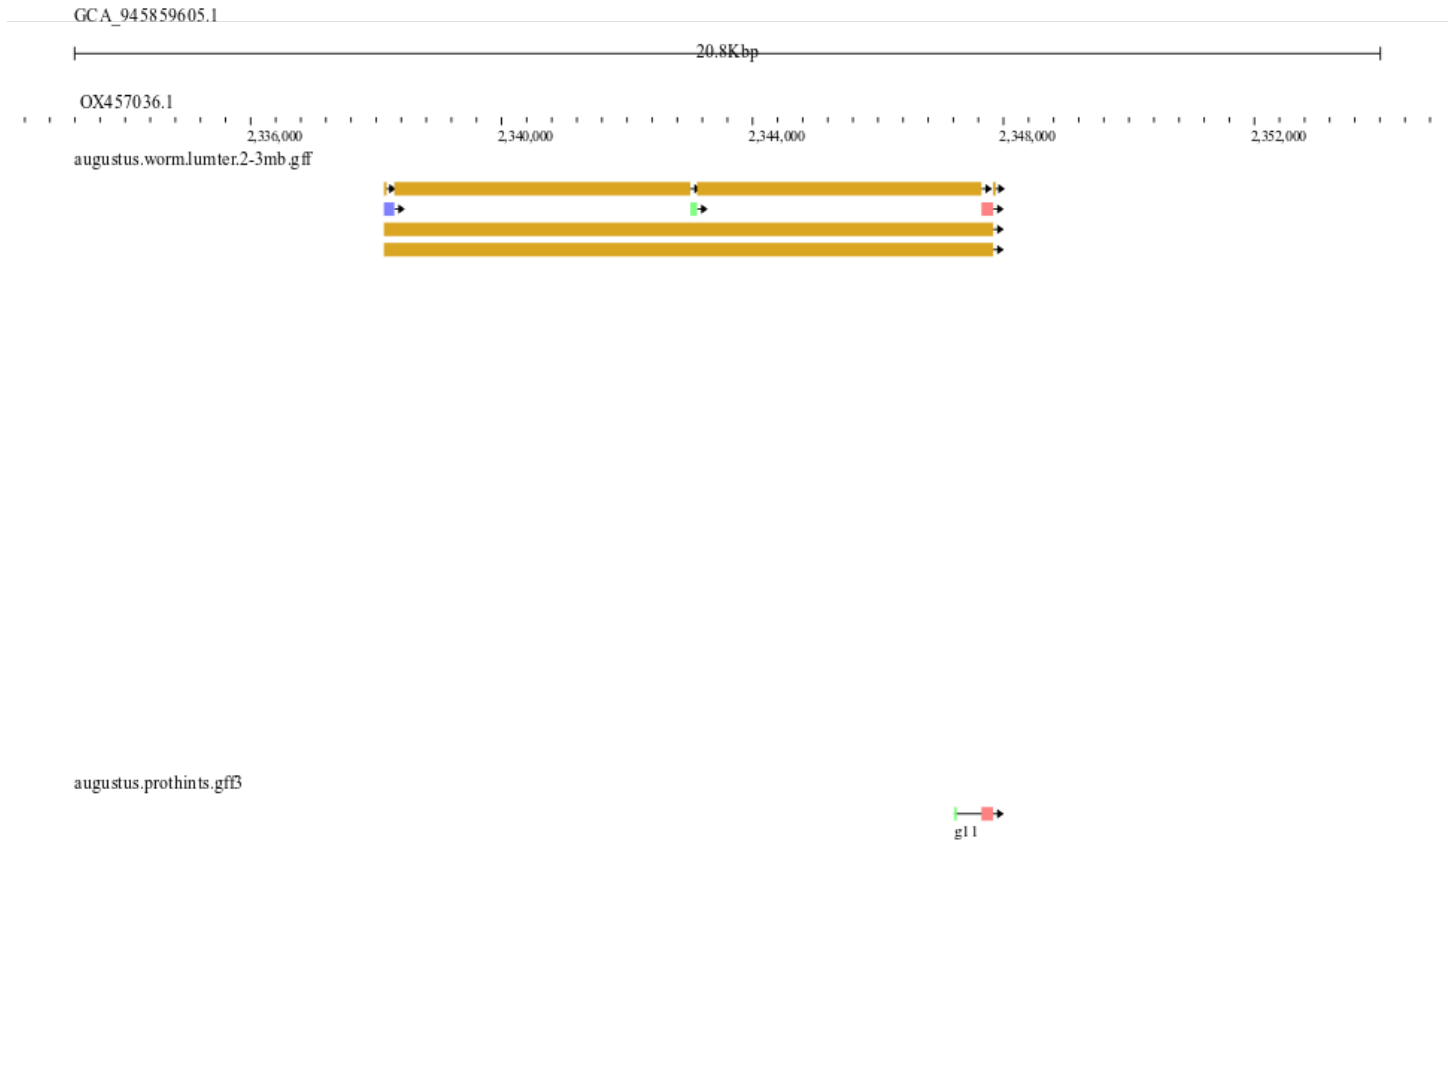 GCA_945859605.1
20.8Kbp
OX457036.1
2,336,000 2,340,000 2,344,000 2,348,000 2,352,000
augustus.worm.lumter.2-3mb.gff
augustus.prothints.gff3
g11